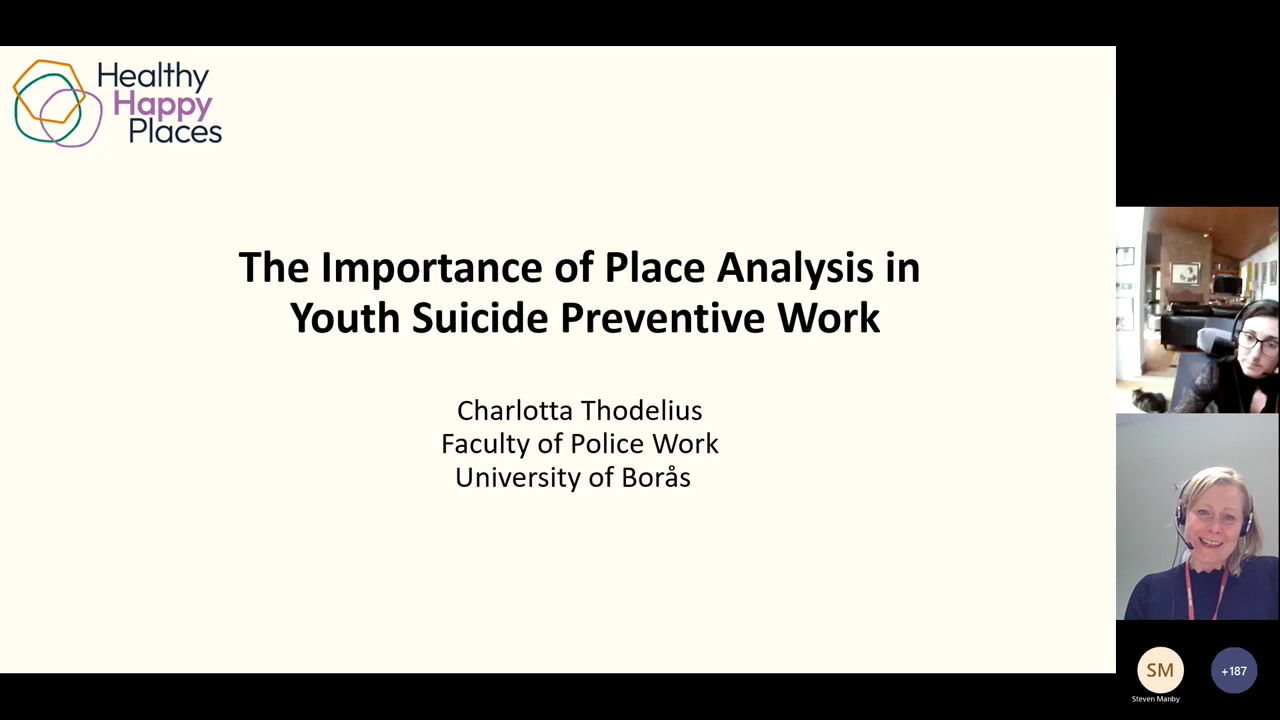 Healthy
Happy
Places
The Importance of Place Analysis in
Youth Suicide Preventive Work
Charlotta Thodelius
Faculty of Police Work
University of Borås
SM
+187
Steven Manby